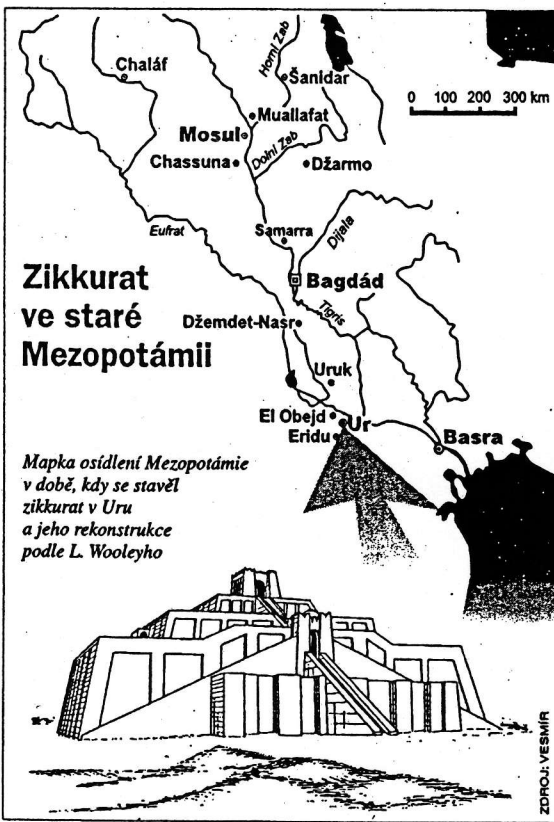 Chaláf
Horní Zab
Šanidar
0 100 200 300 km
Muallafat
Mosul
Chassuna
Dolní Zab
Džarmo
Eufrat
Samarra
Dijala
Zikkurat
ve staré
Mezopotámii
Bagdád
Tigris
Džemdet-Nasr
Uruk
El Obejd
Ur
Eridu
Basra
Mapka osídlení Mezopotámie
v době, kdy se stavěl
zikkurat v Uru
a jeho rekonstrukce
podle L. Wooleyho
ZDROJ: VESMÍR